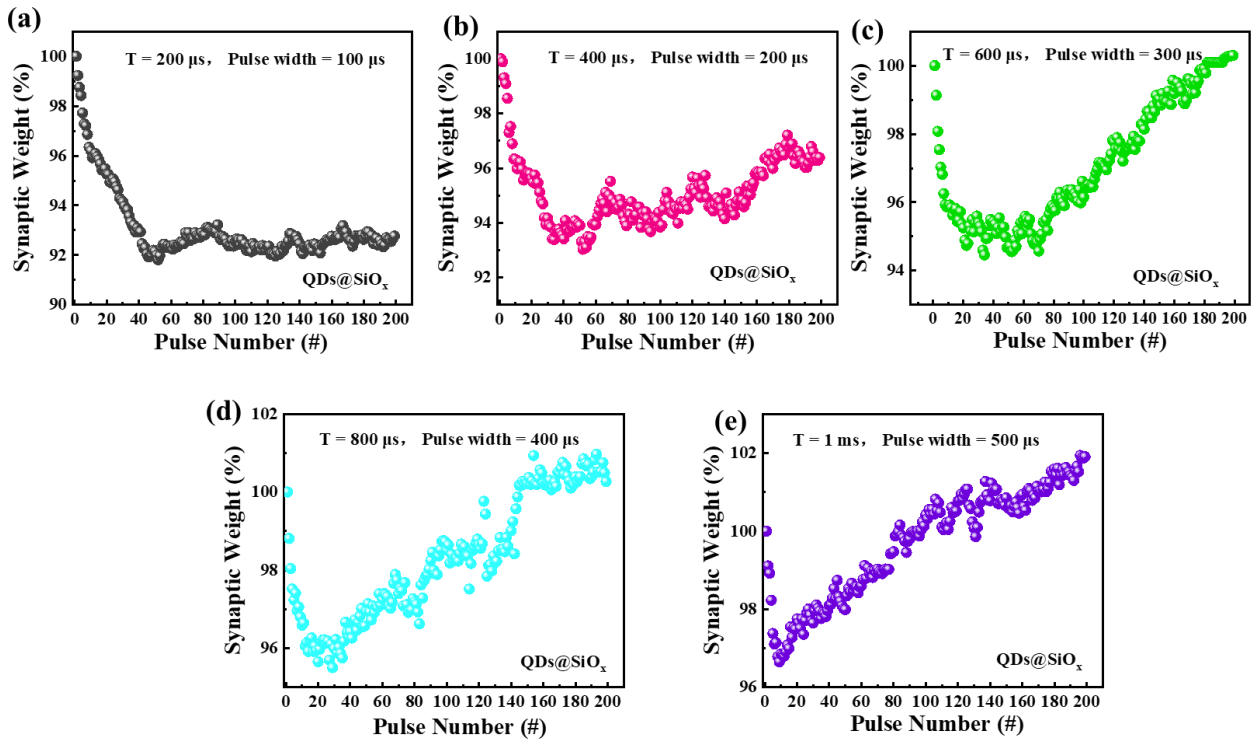 (a)
T = 200 μs， Pulse width = 100 μs
Synaptic Weight (%)
100
98
96
94
92
90
QDs@SiOx
0 20 40 60 80 100 120 140 160 180 200
Pulse Number (#)
(b)
T = 400 μs， Pulse width = 200 μs
Synaptic Weight (%)
100
98
96
94
92
QDs@SiOx
0 20 40 60 80 100 120 140 160 180 200
Pulse Number (#)
(c)
T = 600 μs， Pulse width = 300 μs
Synaptic Weight (%)
100
98
96
94
QDs@SiOx
0 20 40 60 80 100 120 140 160 180 200
Pulse Number (#)
(d)
T = 800 μs， Pulse width = 400 μs
Synaptic Weight (%)
102
100
98
96
QDs@SiOx
0 20 40 60 80 100 120 140 160 180 200
Pulse Number (#)
(e)
T = 1 ms， Pulse width = 500 μs
Synaptic Weight (%)
102
100
98
96
QDs@SiOx
0 20 40 60 80 100 120 140 160 180 200
Pulse Number (#)